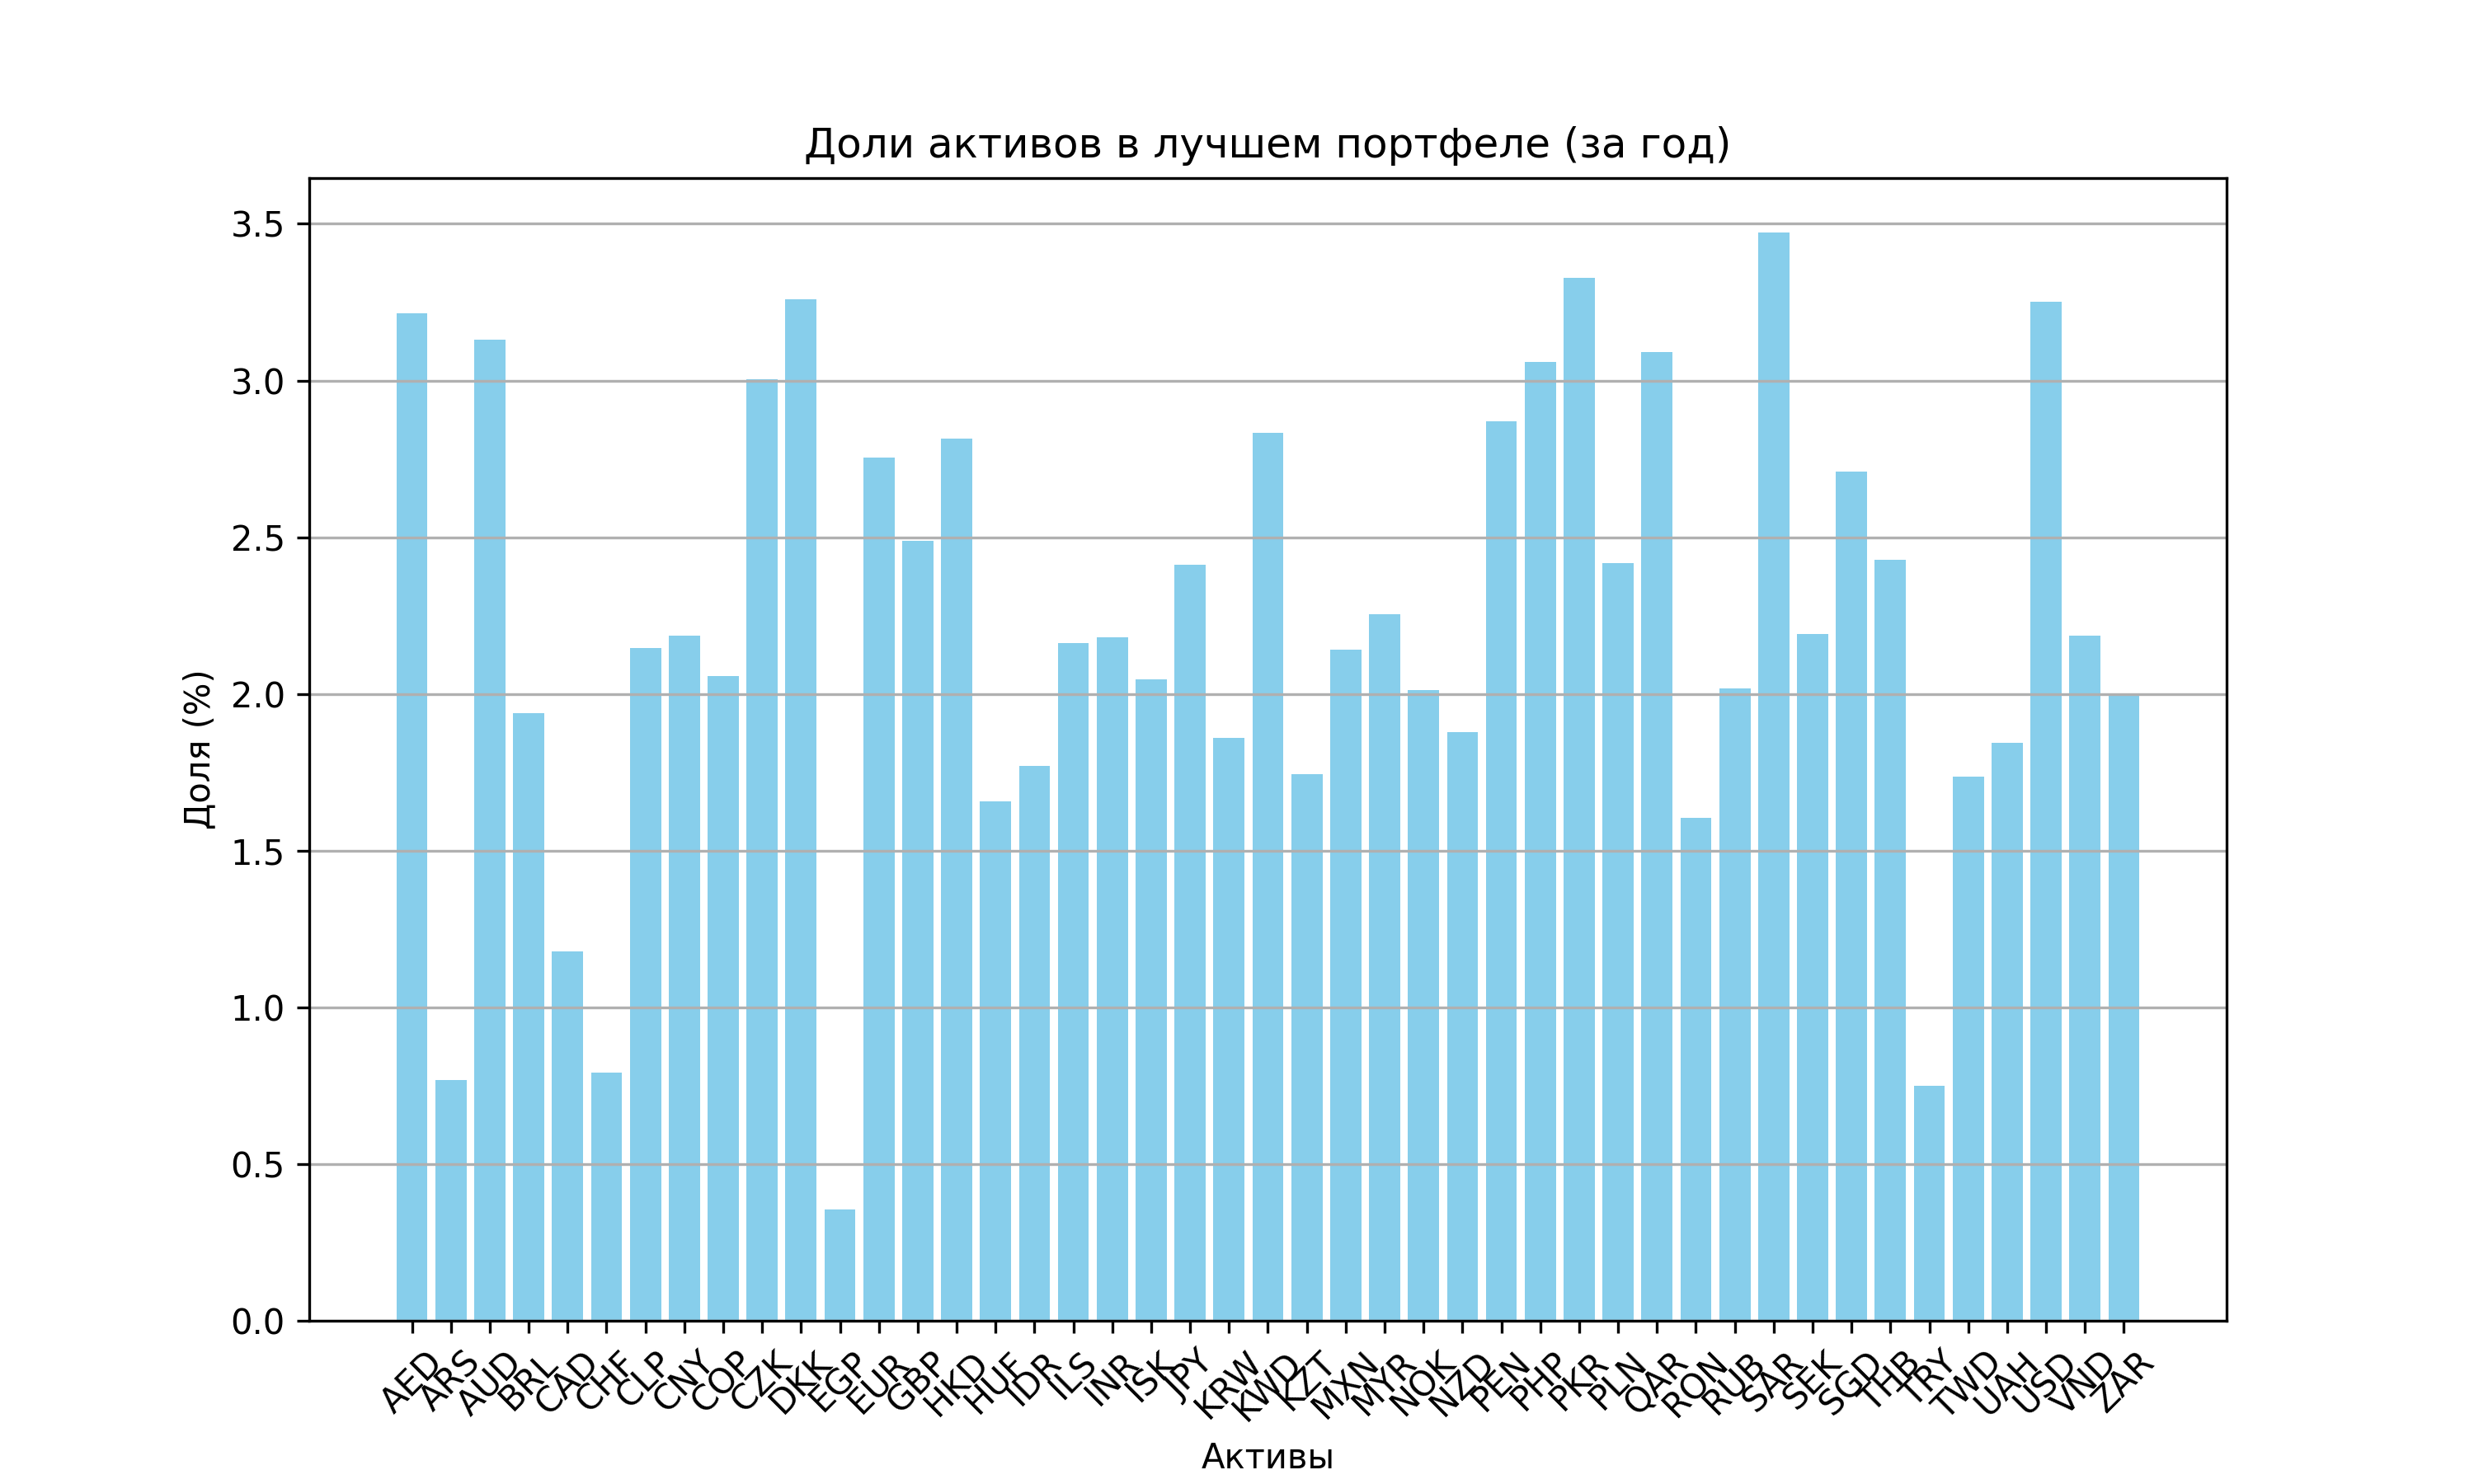 Доли активов в лучшем портфеле (за год)
Доля (%)
3.5
3.0
2.5
2.0
1.5
1.0
0.5
0.0
AED
ARS
AUD
BRL
CAD
CHF
CLP
CNY
COP
CZK
DKK
EGP
EUR
GBP
HKD
HUF
IDR
ILS
INR
ISK
JPY
KRW
KWD
KZT
MXN
MYR
NOK
NZD
PEN
PHP
PKR
PLN
QAR
RON
RUB
SAR
SEK
SGD
THB
TRY
TWD
UAH
USD
VND
ZAR
Активы